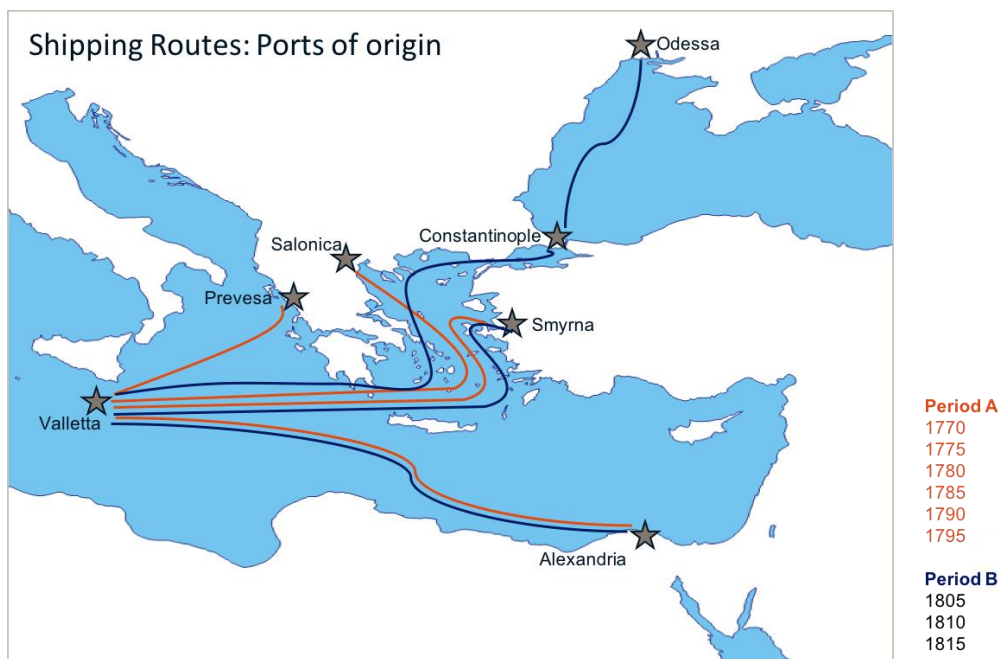 Shipping Routes: Ports of origin
Odessa
Constantinople
Salonica
Prevesa
Smyrna
Valletta
Alexandria
Period A
1770
1775
1780
1785
1790
1795
Period B
1805
1810
1815